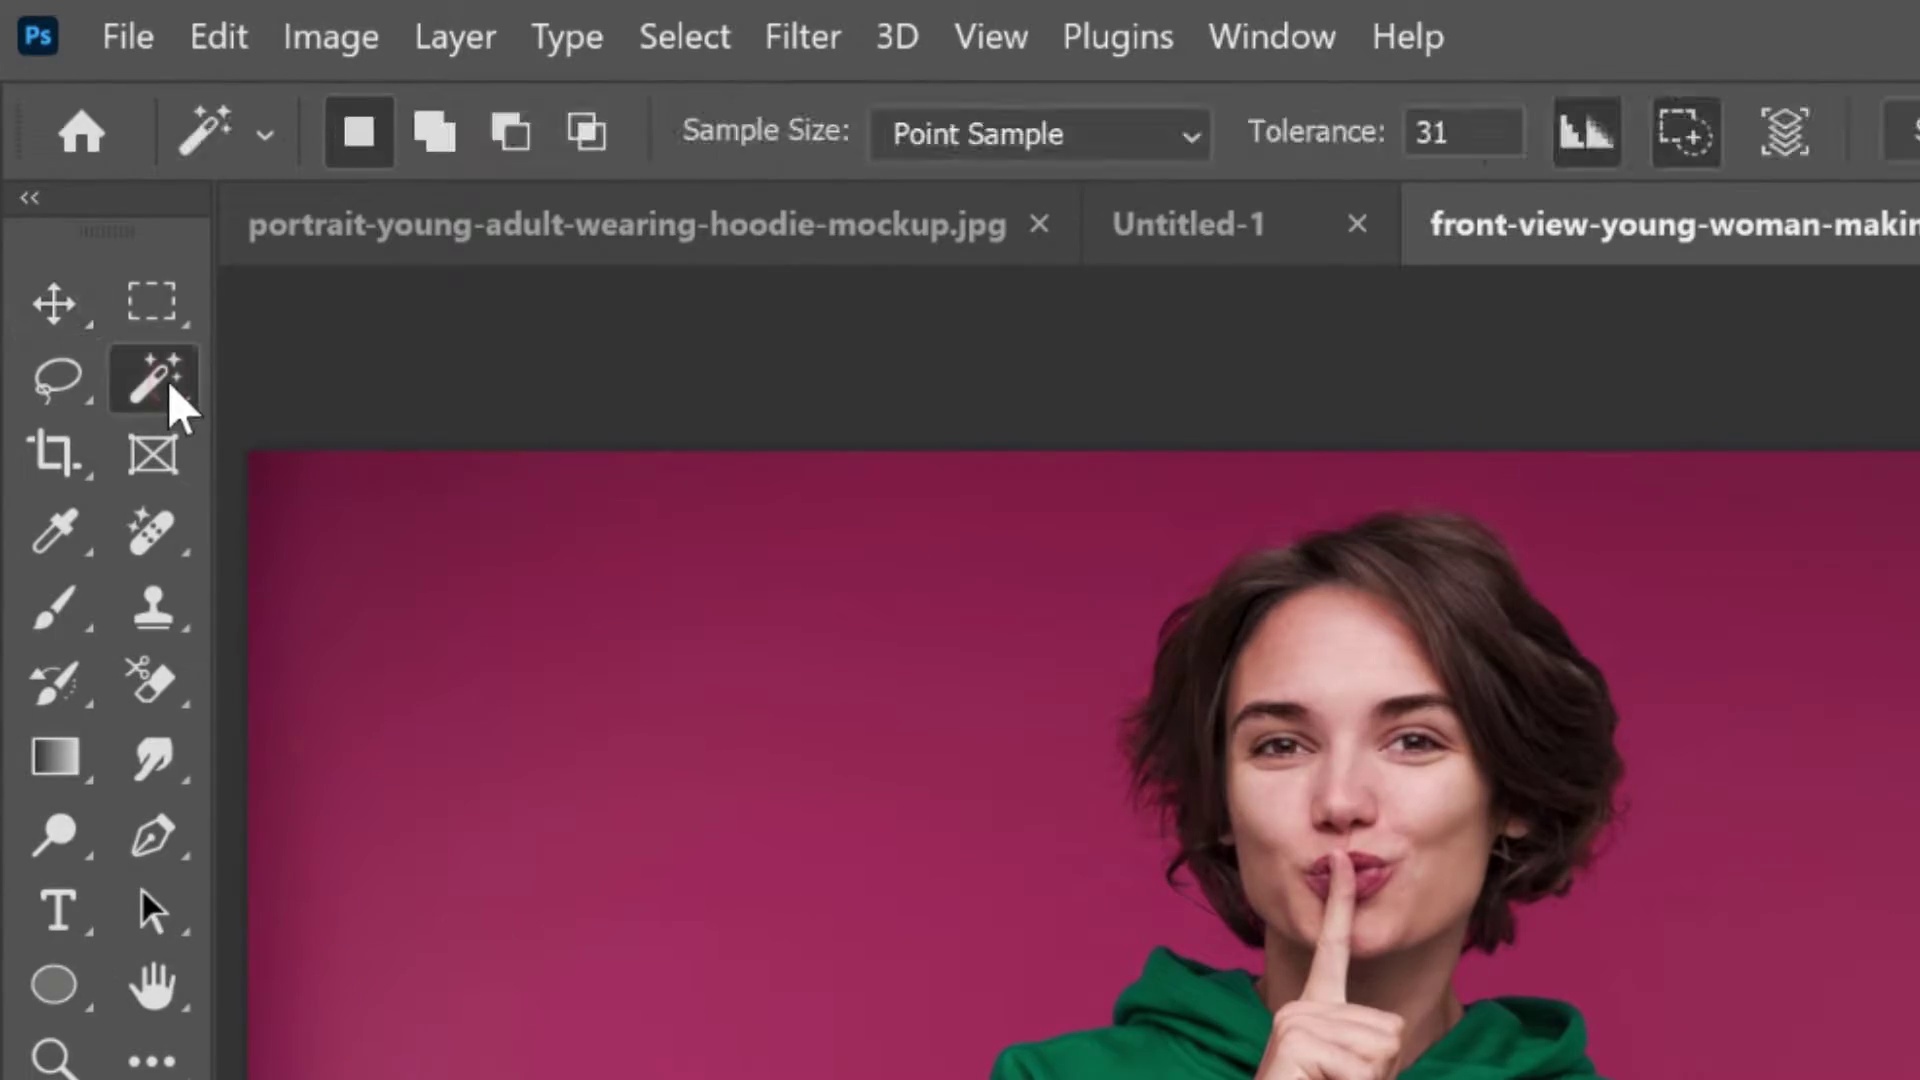 Ps File Edit Image Layer Type Select Filter 3D View Plugins Window Help
Sample Size: Point Sample Tolerance: 31
portrait-young-adult-wearing-hoodie-mockup.jpg × Untitled-1 × front-view-young-woman-makin
T